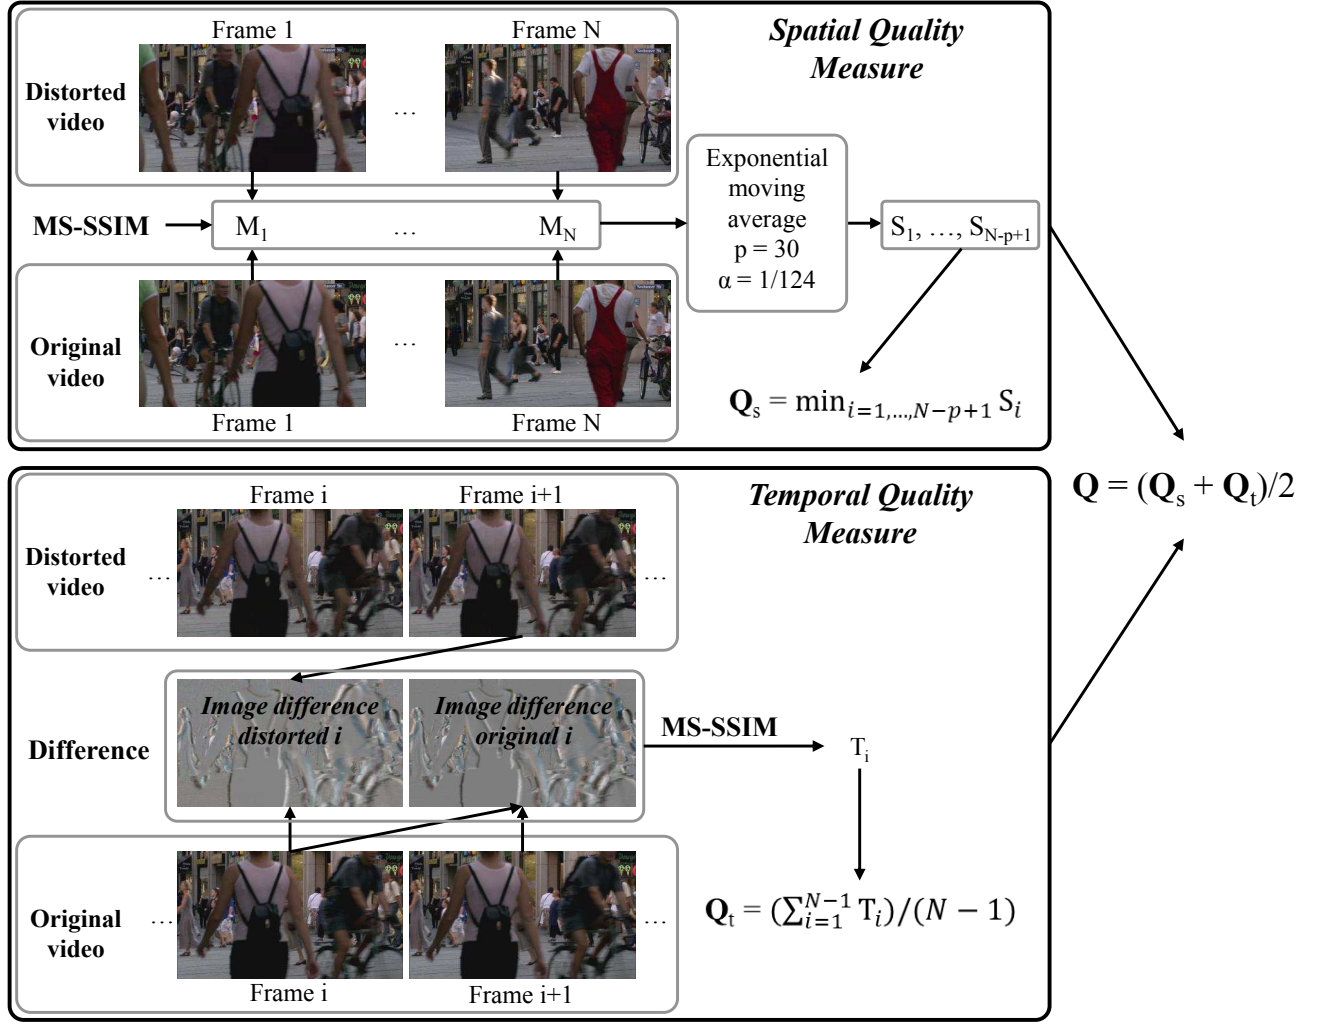 Frame 1
Frame N
Spatial Quality
Measure
Distorted
video
...
MS-SSIM
M1
...
MN
Exponential
moving
average
p = 30
α = 1/124
S1, …, SN-p+1
Original
video
...
Frame 1
Frame N
Qs = min i=1,…,N−p+1 Si
Frame i
Frame i+1
Temporal Quality
Measure
Distorted
video
...
...
Difference
Image difference
distorted i
Image difference
original i
MS-SSIM
Ti
Original
video
...
...
Frame i
Frame i+1
Qt = (∑ i=1 N−1 Ti)/(N − 1)
Q = (Qs + Qt)/2